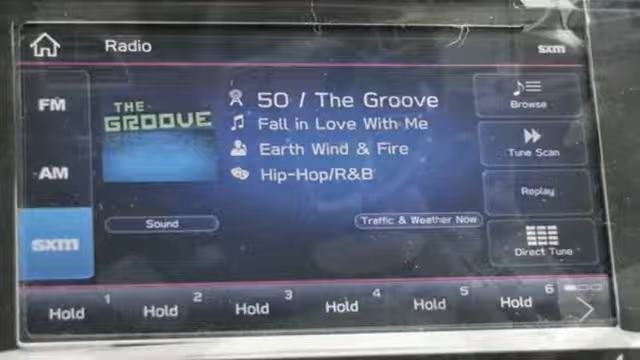 Radio
sxm
FM
AM
sxm
THE
GROOVE
50 / The Groove
Fall in Love With Me
Earth Wind & Fire
Hip-Hop/R&B
Sound
Traffic & Weather Now
Browse
Tune Scan
Replay
Direct Tune
Hold 1
Hold 2
Hold 3
Hold 4
Hold 5
Hold 6